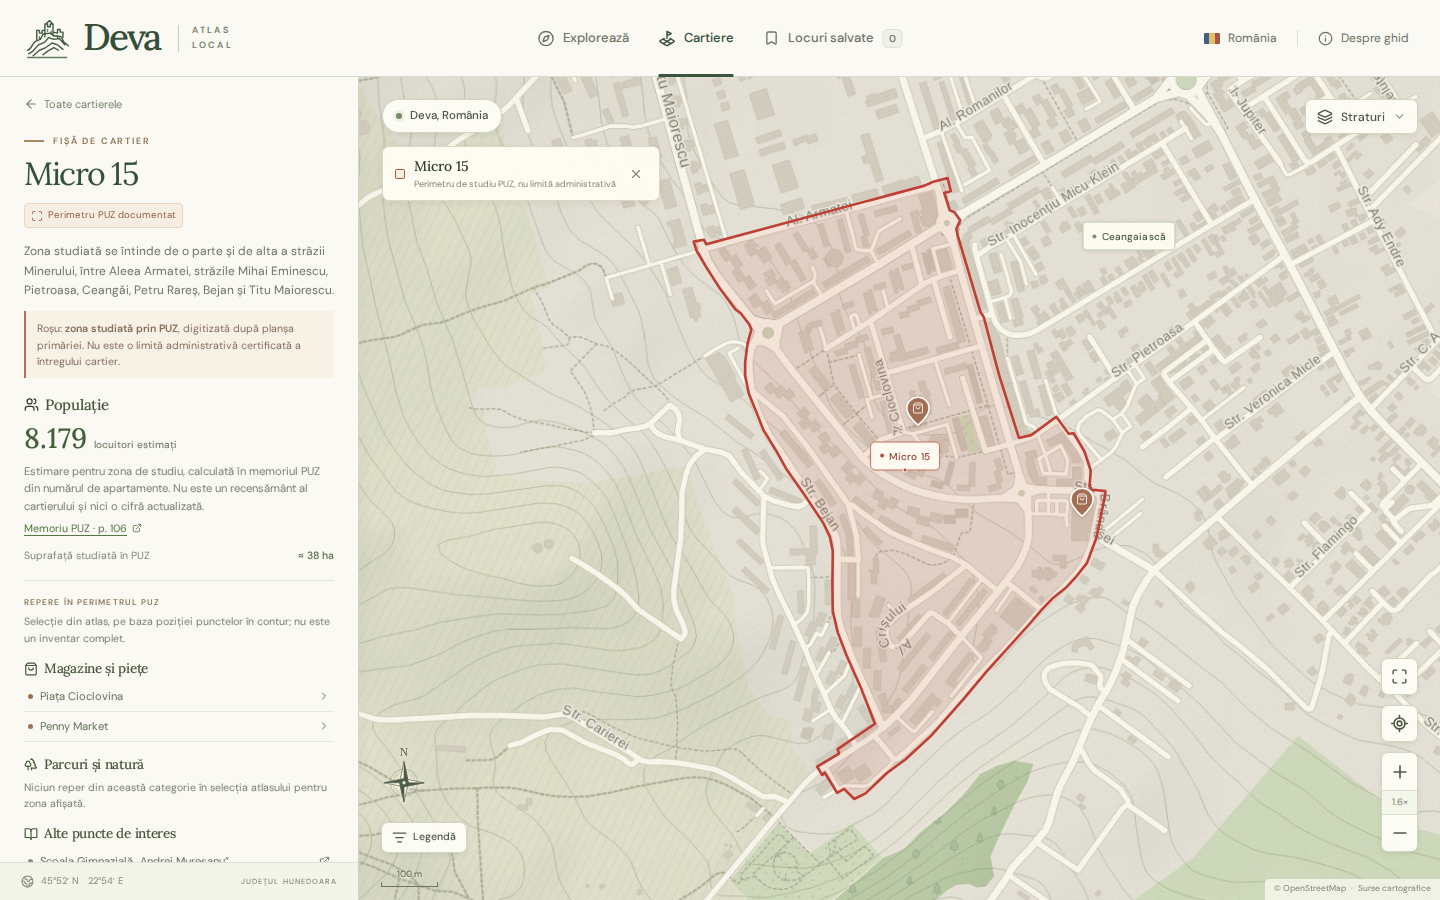 Deva
ATLAS
LOCAL
Explorează
Cartiere
Locuri salvate 0
România
Despre ghid
Toate cartierele
FIȘĂ DE CARTIER
Micro 15
Perimetru PUZ documentat
Zona studiată se întinde de o parte și de alta a străzii
Minerului, între Aleea Armatei, străzile Mihai Eminescu,
Pietroasa, Ceangăi, Petru Rareș, Bejan și Titu Maiorescu.
Roșu: zona studiată prin PUZ, digitizată după planșa
primăriei. Nu este o limită administrativă certificată a
întregului cartier.
Populație
8.179 locuitori estimați
Estimare pentru zona de studiu, calculată în memoriul PUZ
din numărul de apartamente. Nu este un recensământ al
cartierului și nici o cifră actualizată.
Memoriu PUZ · p. 106
Suprafață studiată în PUZ ≈ 38 ha
REPERE ÎN PERIMETRUL PUZ
Selecție din atlas, pe baza poziției punctelor în contur; nu este
un inventar complet.
Magazine și piețe
Piața Cioclovina
Penny Market
Parcuri și natură
Niciun reper din această categorie în selecția atlasului pentru
zona afișată.
Alte puncte de interes
Școala Gimnazială „Andrei Mureșanu”
45°52′ N 22°54′ E
JUDEȚUL HUNEDOARA
Deva, România
Micro 15
Perimetru de studiu PUZ, nu limită administrativă
Straturi
tu Maiorescu
Al. Romanilor
J. Jupiter
Al. Armatei
Str. Inocențiu Micu Klein
Str. Ady Endre
Ceangaiască
Str. Pietroasa
Str. C. A
Str. Veronica Micle
Cioclovina
Micro 15
Str. Bejan
Str. Flamingo
Al. Crișului
Str. Carierei
Str.
N
Legendă
100 m
1.6×
© OpenStreetMap · Surse cartografice